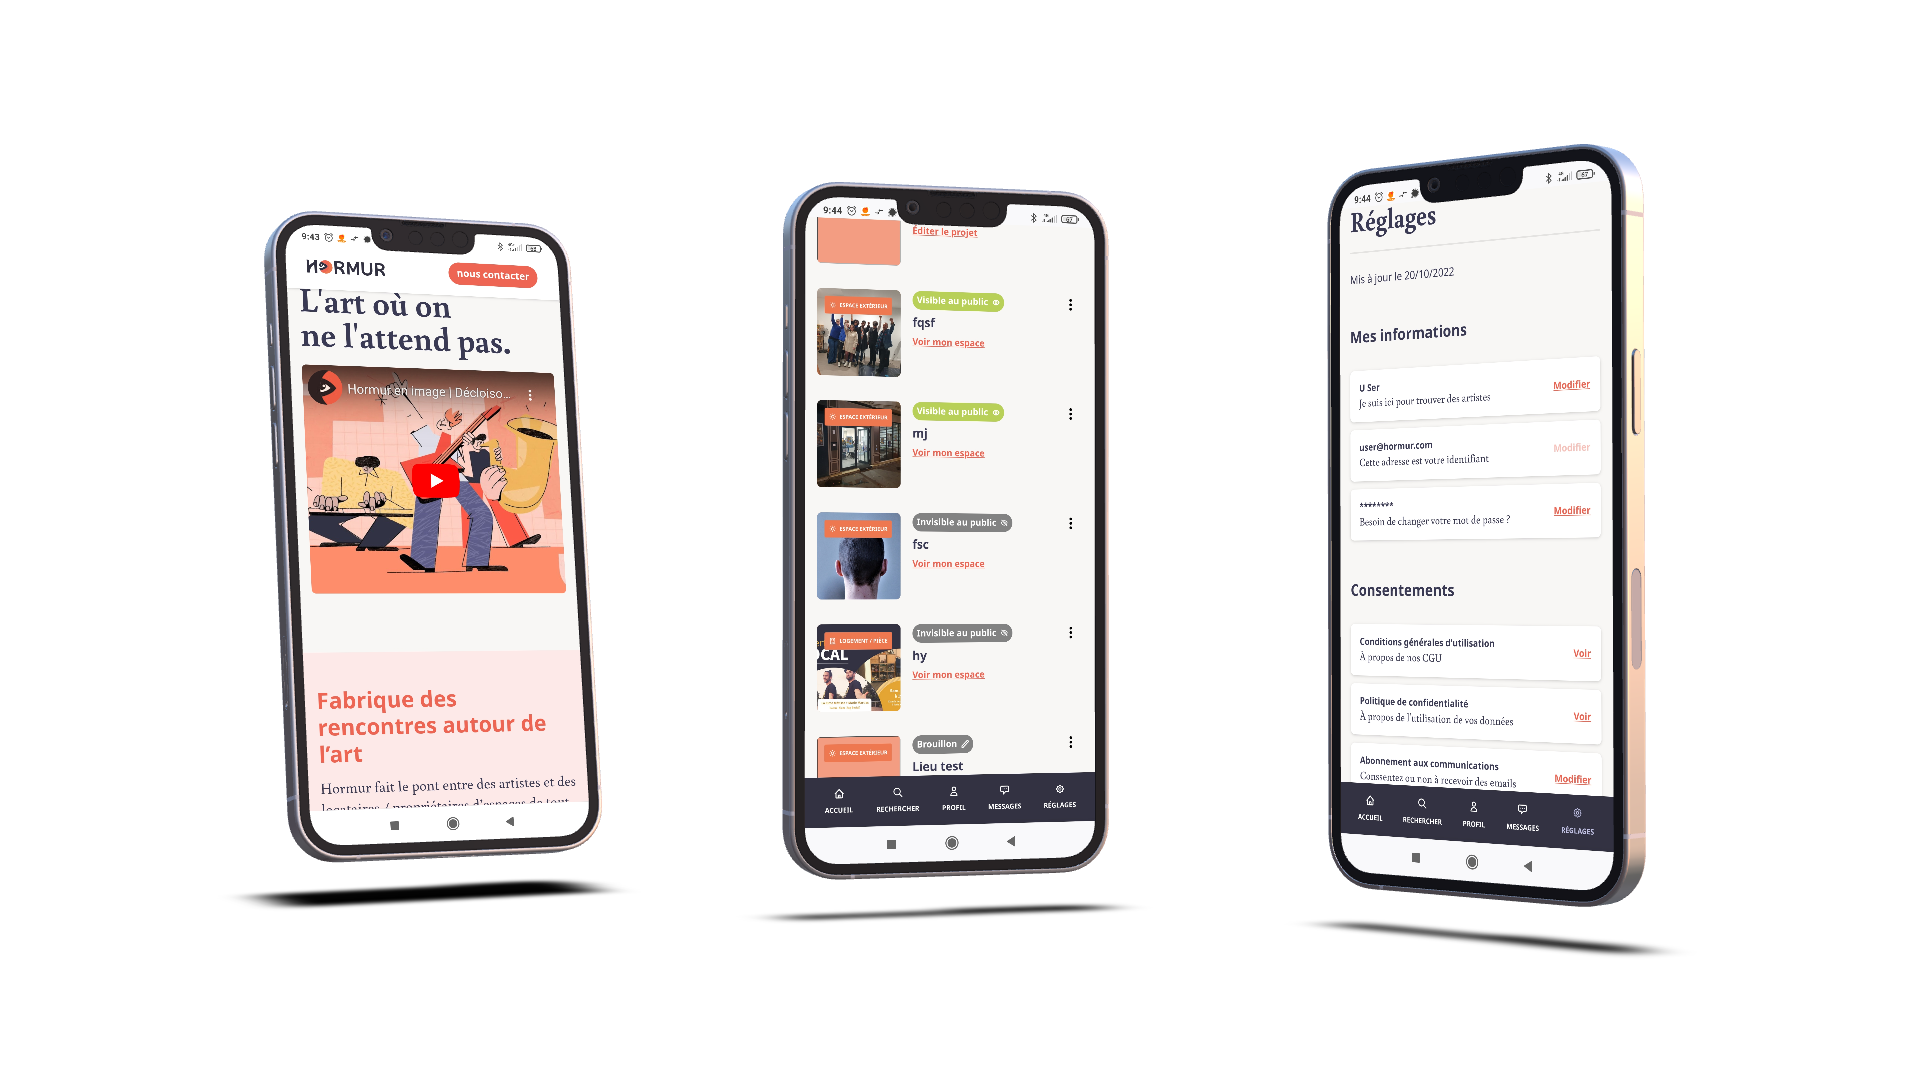 9:43
HORMUR
nous contacter
L'art où on
ne l'attend pas.
Hormur en image | Décloiso...
Fabrique des
rencontres autour de
l'art
Hormur fait le pont entre des artistes et des
locataires / propriétaires d'espaces de tout
9:44
67
Éditer le projet
ESPACE EXTÉRIEUR
Visible au public
fqsf
Voir mon espace
ESPACE EXTÉRIEUR
Visible au public
mj
Voir mon espace
ESPACE EXTÉRIEUR
Invisible au public
fsc
Voir mon espace
LOGEMENT / PIÈCE
OCAL
Invisible au public
hy
Voir mon espace
ESPACE EXTÉRIEUR
Brouillon
Lieu test
ACCUEIL
RECHERCHER
PROFIL
MESSAGES
RÉGLAGES
9:44
67
Réglages
Mis à jour le 20/10/2022
Mes informations
U Ser
Je suis ici pour trouver des artistes
Modifier
user@hormur.com
Cette adresse est votre identifiant
Modifier
********
Besoin de changer votre mot de passe ?
Modifier
Consentements
Conditions générales d'utilisation
À propos de nos CGU
Voir
Politique de confidentialité
À propos de l'utilisation de vos données
Voir
Abonnement aux communications
Consentez ou non à recevoir des emails
Modifier
ACCUEIL
RECHERCHER
PROFIL
MESSAGES
RÉGLAGES